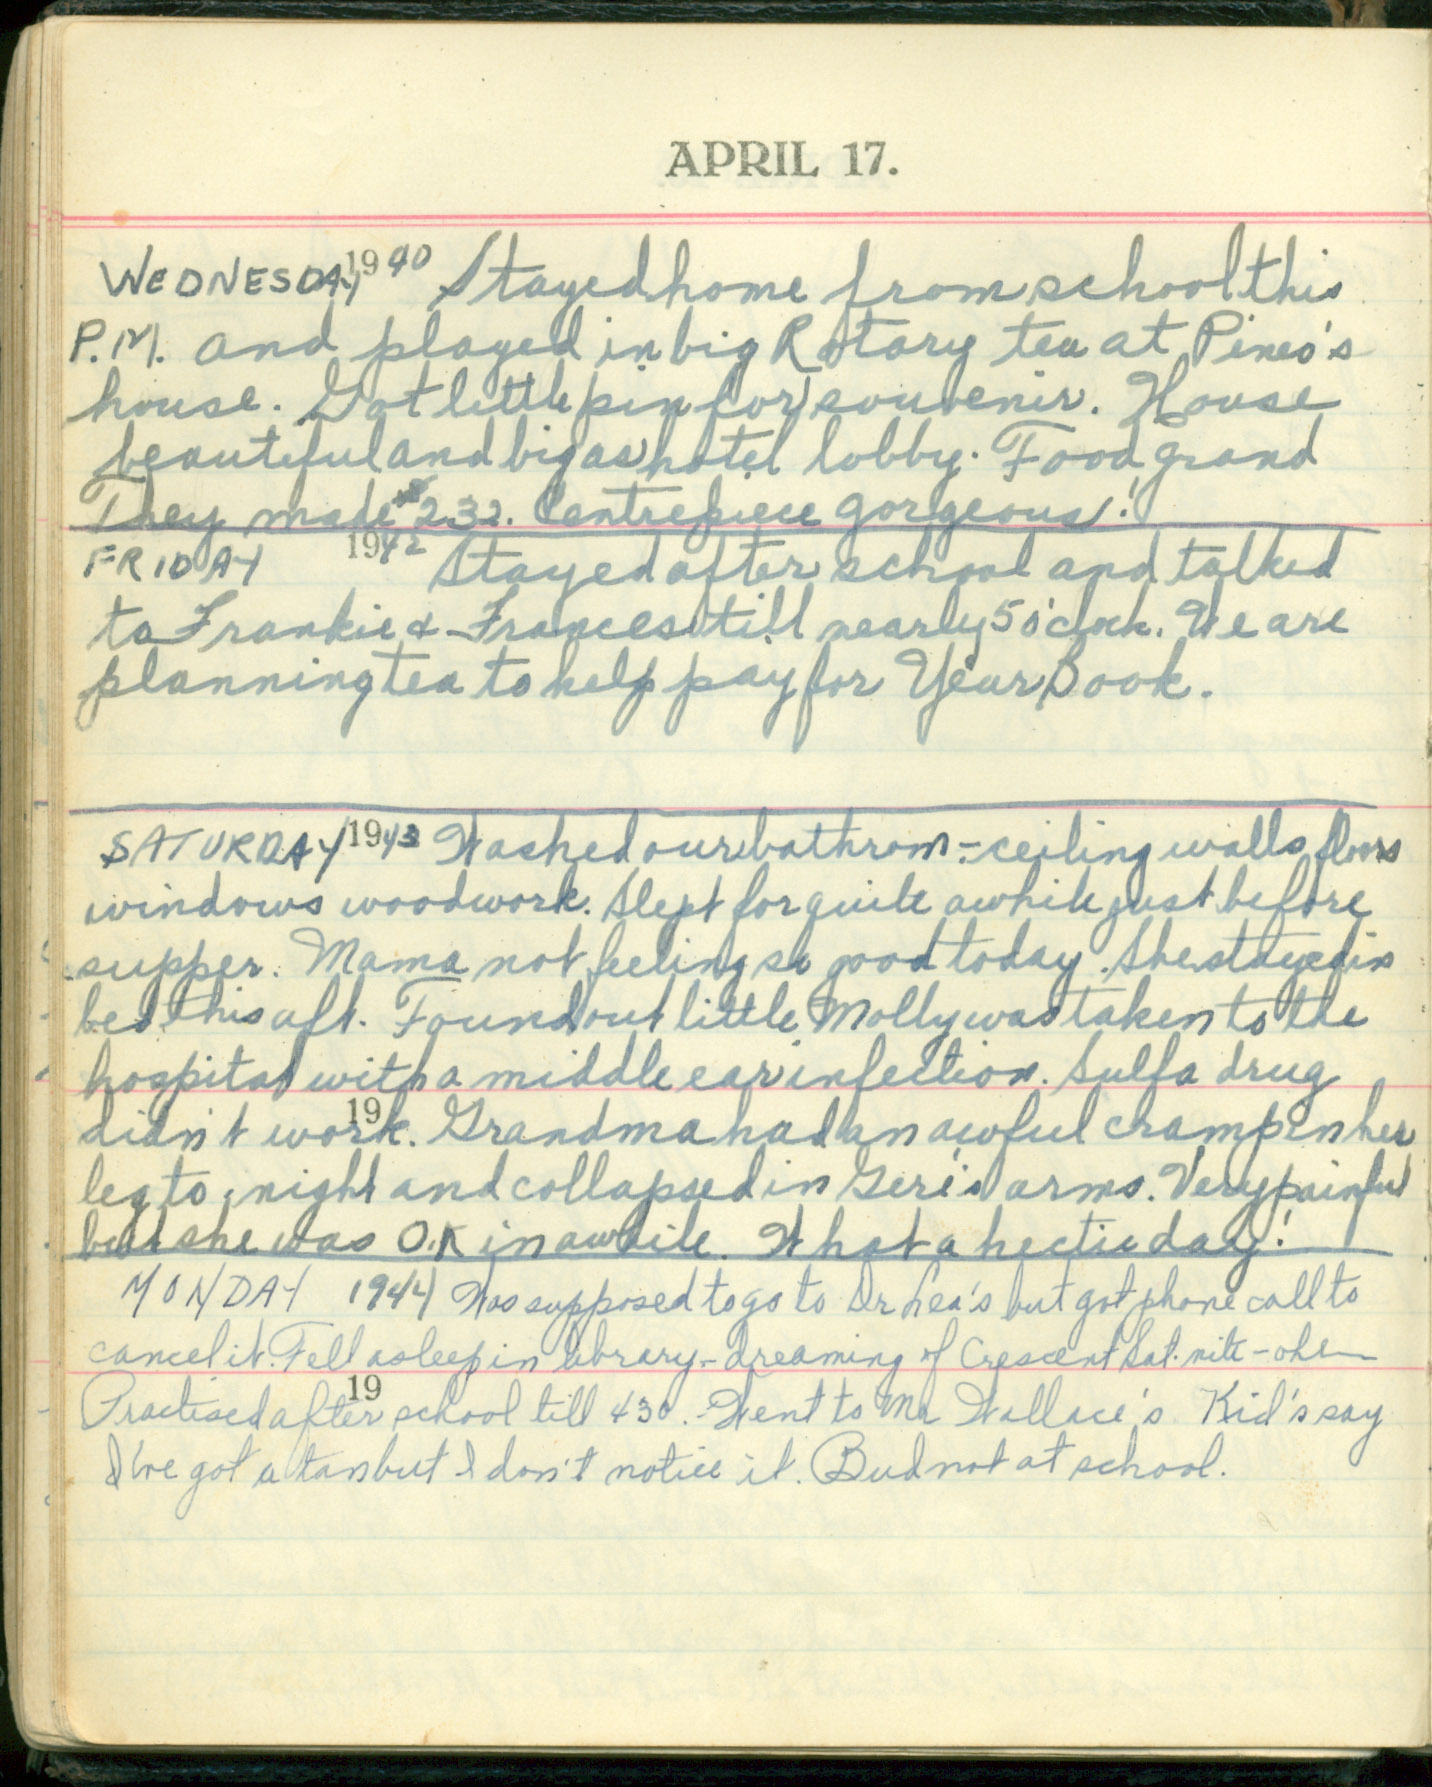 APRIL 17.
WEDNESDAY 1940 Stayed home from school this
P.M. and played in big Rotary tea at Pineo's
house. Got little pin for souvenir. House
beautiful and big as hotel lobby. Food grand
They made $232. Centrepiece gorgeous!
FRIDAY 1942 Stayed after school and talked
to Frankie & Frances till nearly 5 o'clock. We are
planning tea to help pay for Year Book.
SATURDAY 1943 Washed our bathroom:-ceiling walls floors
windows woodwork. Slept for quite awhile just before
supper. Mama not feeling so good today. She stayed in
bed this aft. Found out little Molly was taken to the
hospital with a middle ear infection. Sulfa drug
19
didn't work. Grandma had an awful cramp in her
leg to night and collapsed in Geri's arms. Very painful
but she was O.K in awhile. What a hectic day!
MONDAY 1944 Was supposed to go to Dr Lea's but got phone call to
cancel it. Fell asleep in library - dreaming of Crescent Sat. nite - oh
19
Practised after school till 430. - Went to Mr Wallace's Kid's say
I've got a tan but I don't notice it. Bud not at school.